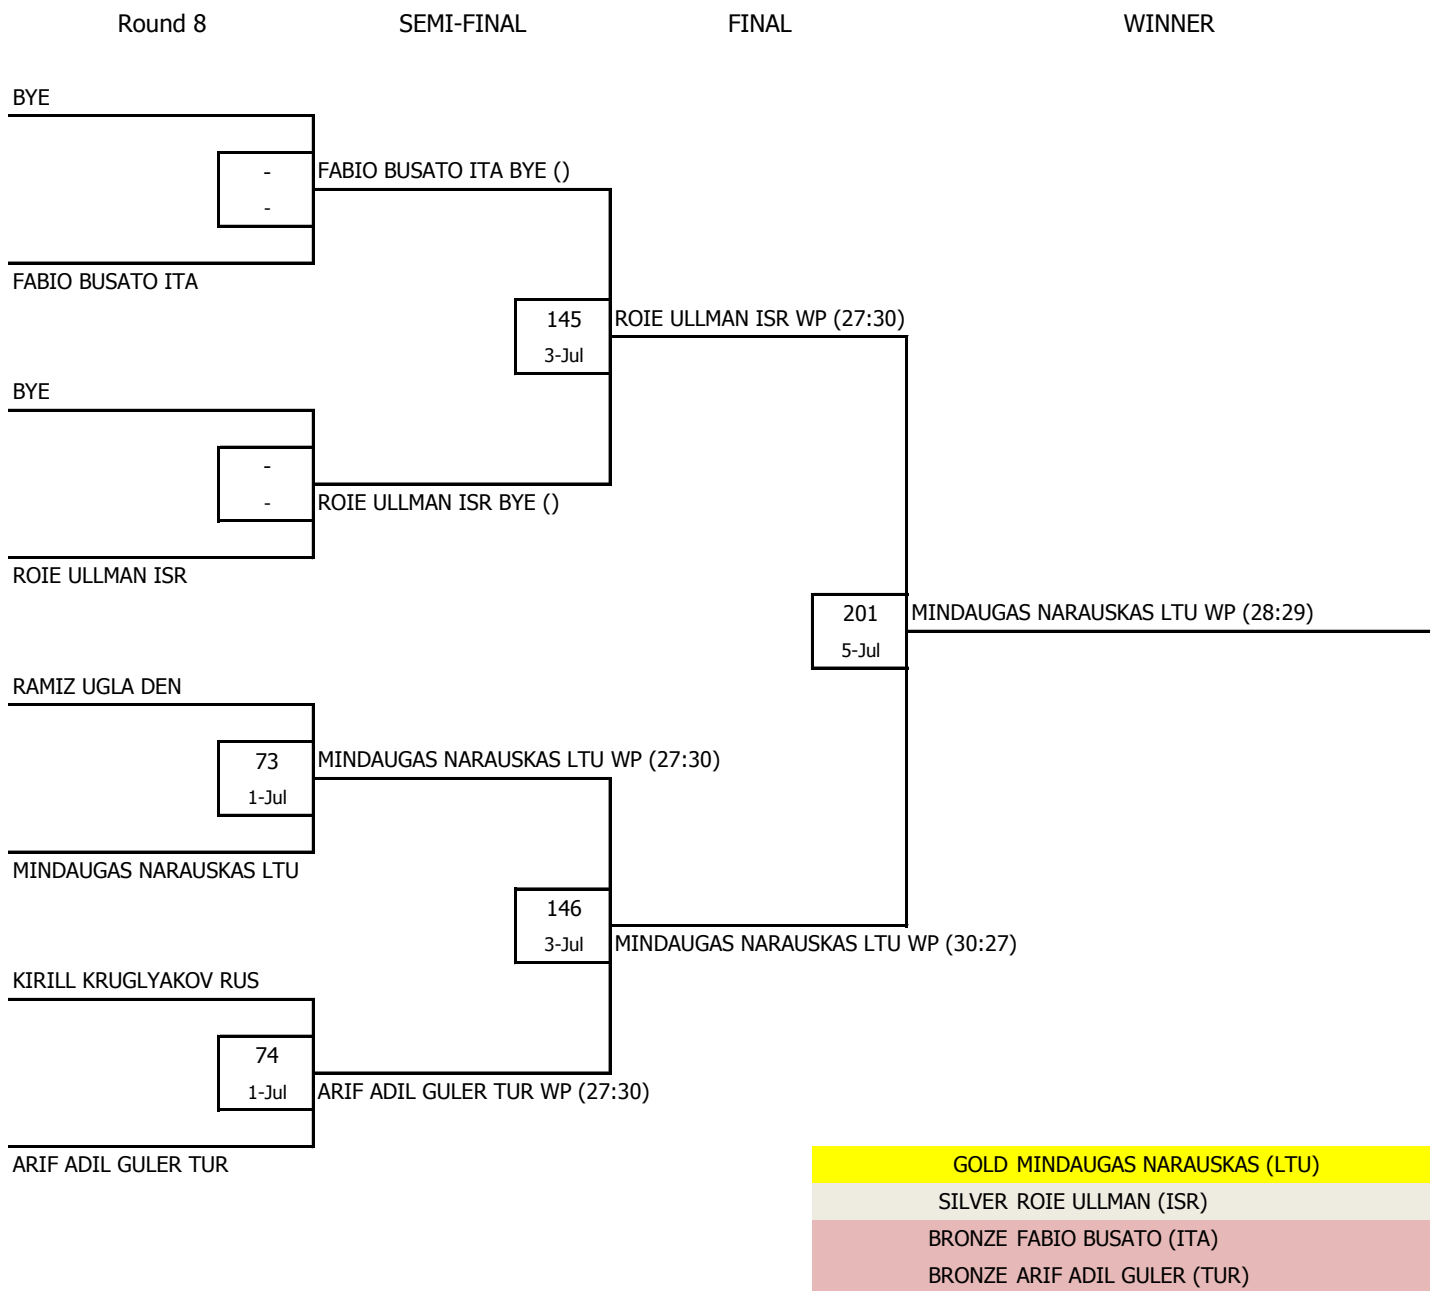 Round 8 SEMI-FINAL FINAL WINNER
BYE
- FABIO BUSATO ITA BYE ()
-
FABIO BUSATO ITA
145 ROIE ULLMAN ISR WP (27:30)
3-Jul
BYE
-
- ROIE ULLMAN ISR BYE ()
ROIE ULLMAN ISR
201 MINDAUGAS NARAUSKAS LTU WP (28:29)
5-Jul
RAMIZ UGLA DEN
73 MINDAUGAS NARAUSKAS LTU WP (27:30)
1-Jul
MINDAUGAS NARAUSKAS LTU
146
3-Jul MINDAUGAS NARAUSKAS LTU WP (30:27)
KIRILL KRUGLYAKOV RUS
74
1-Jul ARIF ADIL GULER TUR WP (27:30)
ARIF ADIL GULER TUR
GOLD MINDAUGAS NARAUSKAS (LTU)
SILVER ROIE ULLMAN (ISR)
BRONZE FABIO BUSATO (ITA)
BRONZE ARIF ADIL GULER (TUR)